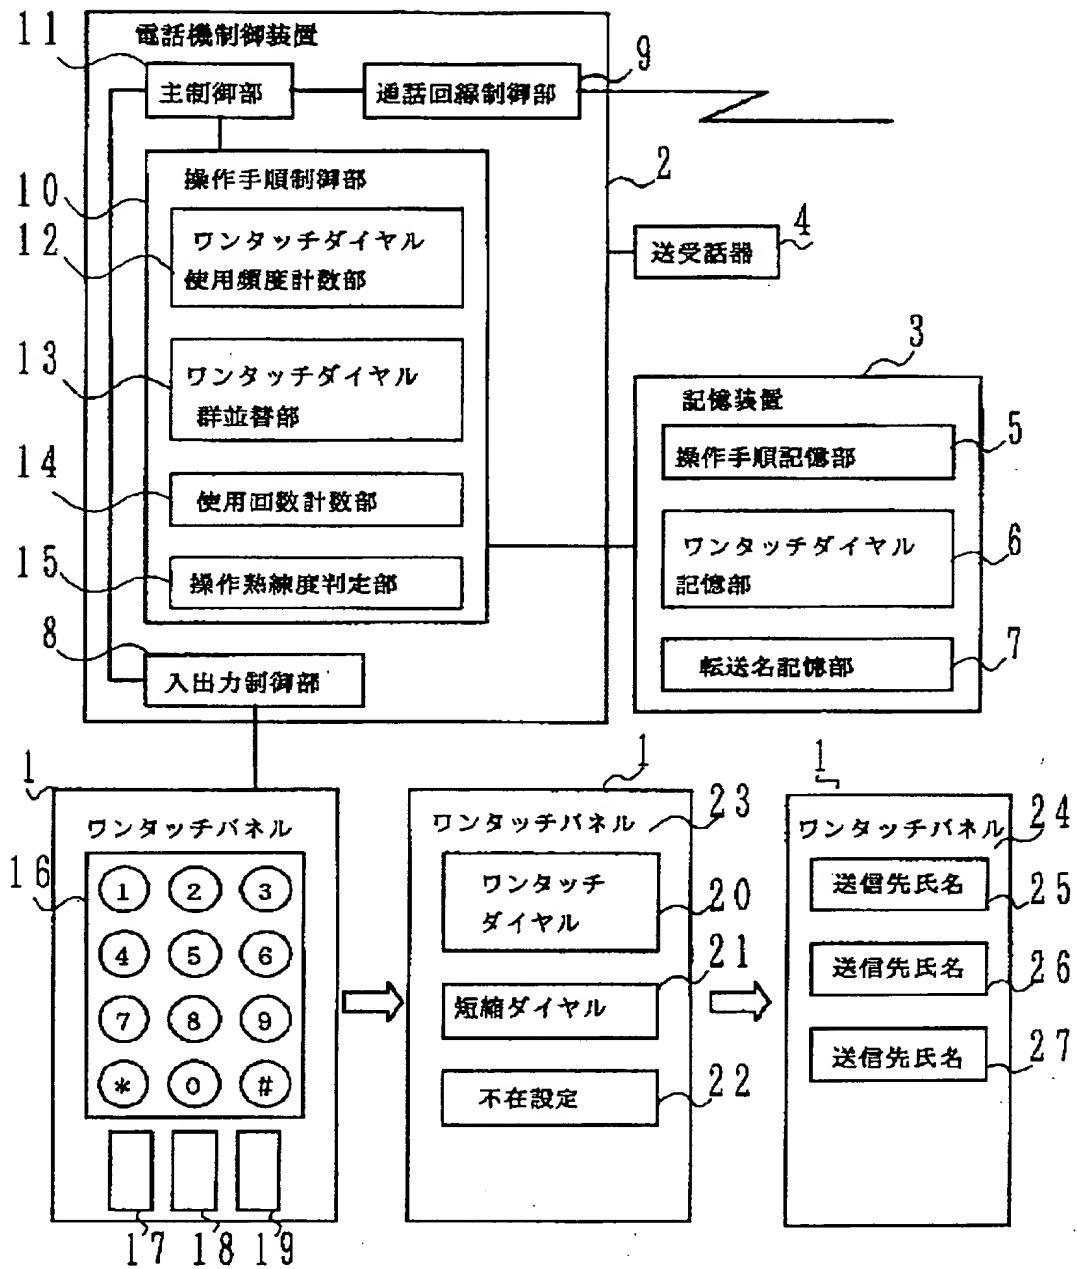 11
電話機制御装置
主制御部
通話回線制御部
9
2
10
操作手順制御部
12
ワンタッチダイヤル
使用頻度計数部
4
送受話器
13
ワンタッチダイヤル
群並替部
3
記憶装置
5
操作手順記憶部
14
使用回数計数部
6
ワンタッチダイヤル
記憶部
15
操作熟練度判定部
7
転送名記憶部
8
入出力制御部
1
ワンタッチパネル
16
1 2 3
4 5 6
7 8 9
* 0 #
17 18 19
1
23
ワンタッチパネル
ワンタッチ
ダイヤル
20
21
短縮ダイヤル
22
不在設定
1
24
ワンタッチパネル
送信先氏名
25
送信先氏名
26
送信先氏名
27